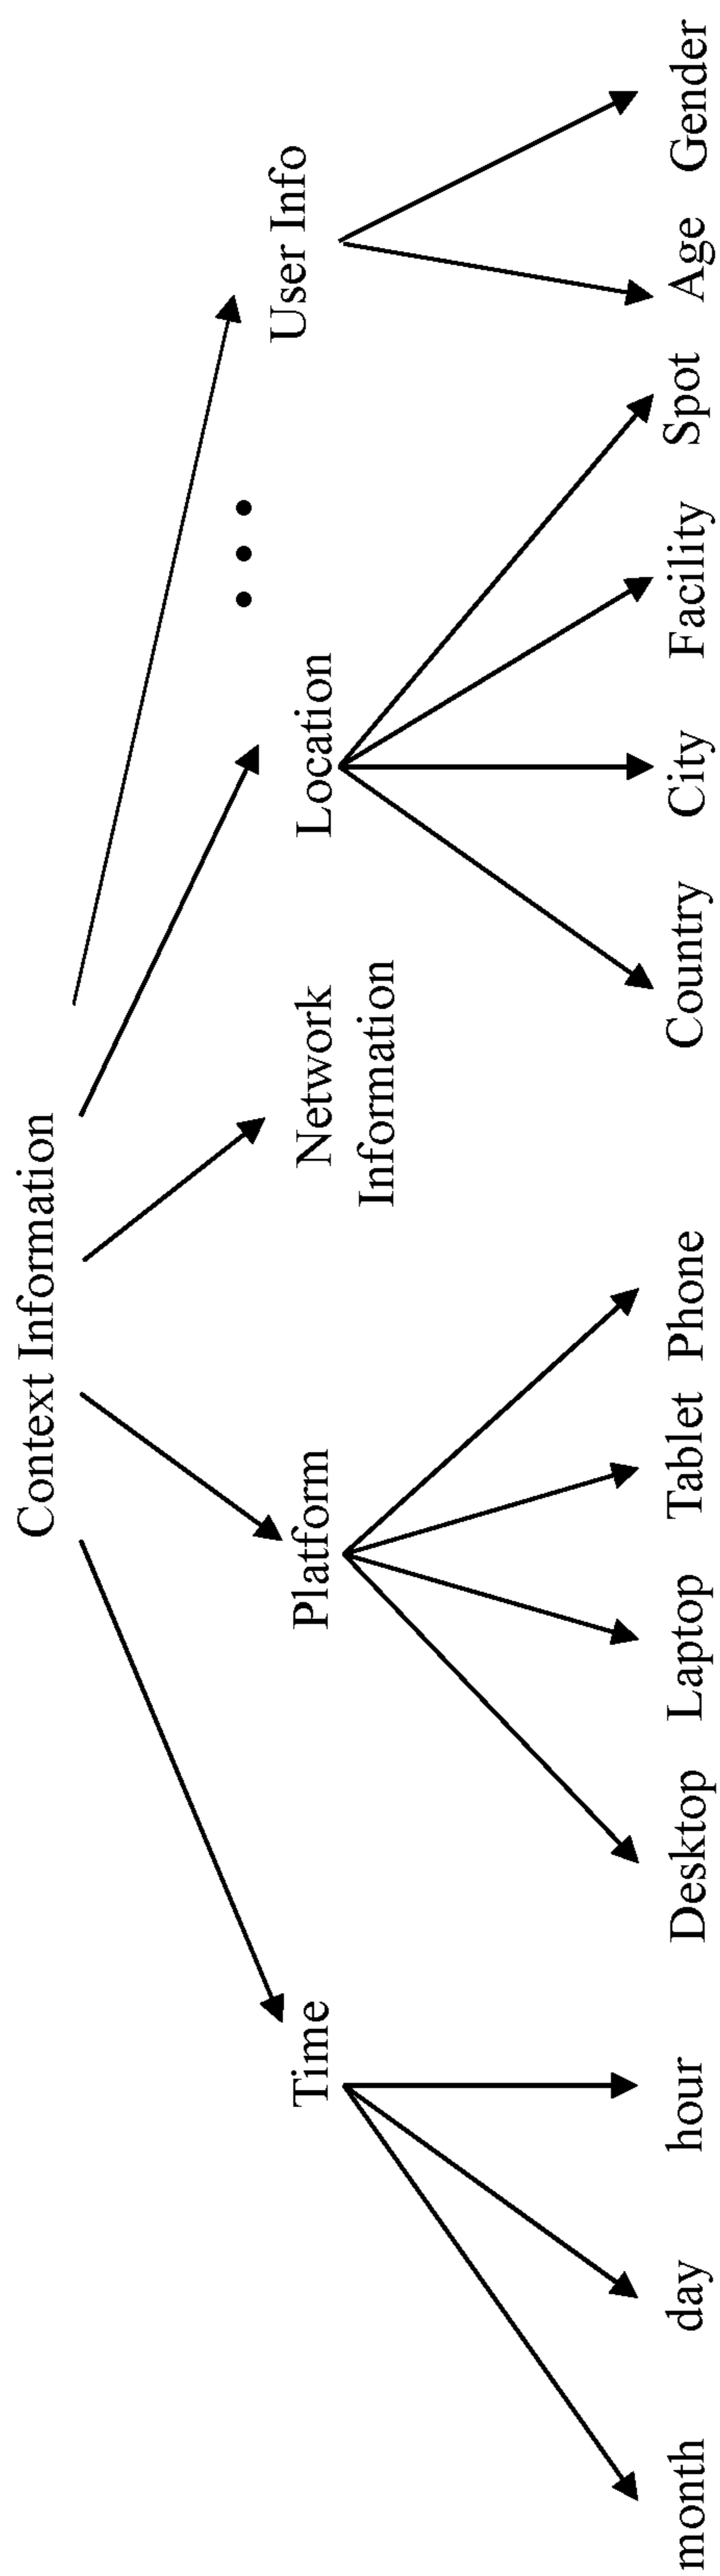 Context Information
Time
Platform
Network
Information
Location
User Info
month
day
hour
Desktop
Laptop
Tablet
Phone
Country
City
Facility
Spot
Age
Gender